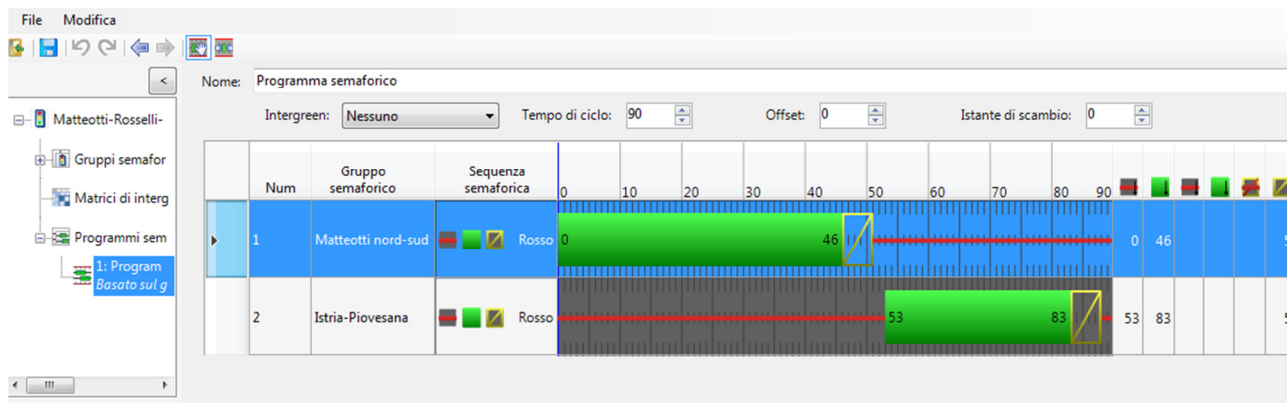 File Modifica
<
Nome: Programma semaforico
Intergreen: Nessuno Tempo di ciclo: 90 Offset: 0 Istante di scambio: 0
Matteotti-Rosselli-
Gruppi semafor
Matrici di interg
Programmi sem
1: Program
Basato sul g
Num Gruppo semaforico Sequenza semaforica 0 10 20 30 40 50 60 70 80 90
1 Matteotti nord-sud Rosso 0 46 0 46 5
2 Istria-Piovesana Rosso 53 83 53 83 5